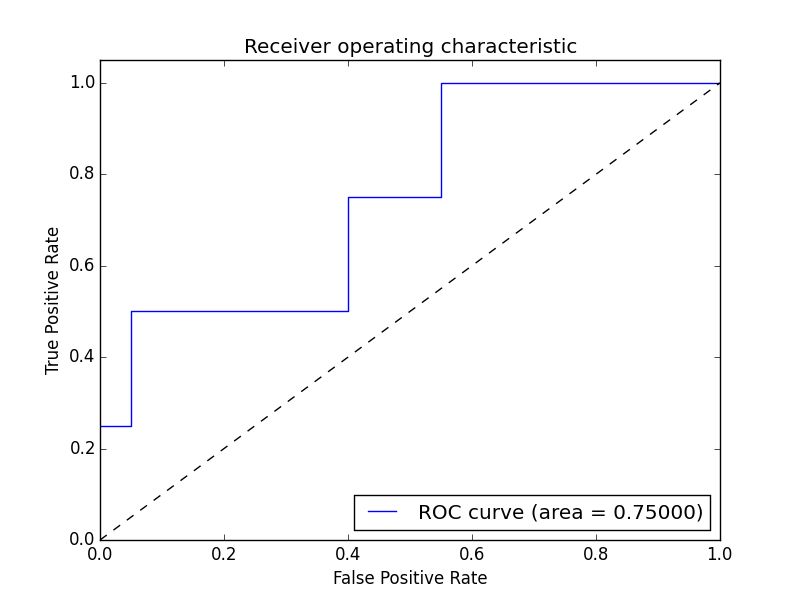 Receiver operating characteristic
1.0
0.8
0.6
0.4
0.2
0.0
True Positive Rate
ROC curve (area = 0.75000)
0.0 0.2 0.4 0.6 0.8 1.0
False Positive Rate